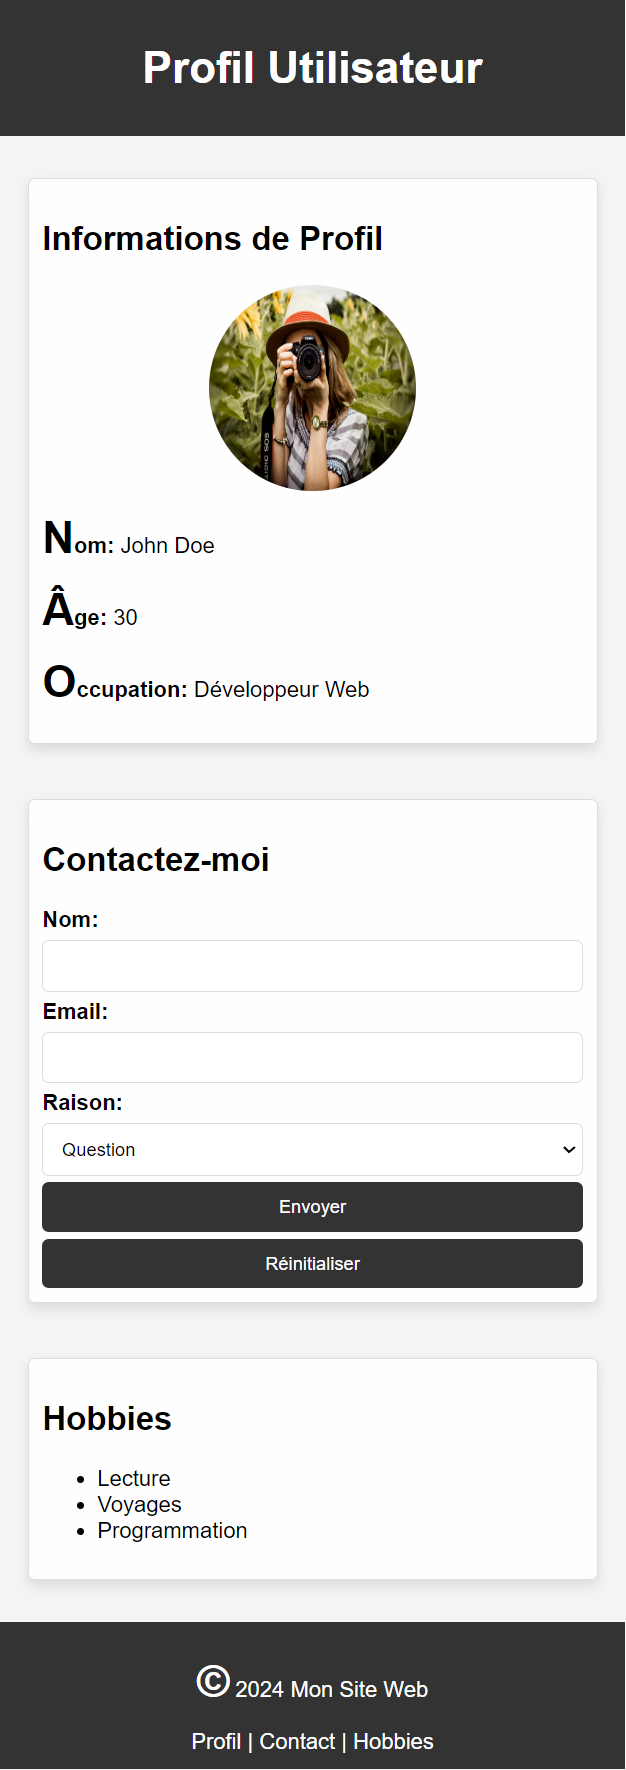 Profil Utilisateur
Informations de Profil
Nom: John Doe
Âge: 30
Occupation: Développeur Web
Contactez-moi
Nom:
Email:
Raison:
Question
Envoyer
Réinitialiser
Hobbies
• Lecture
• Voyages
• Programmation
© 2024 Mon Site Web
Profil | Contact | Hobbies